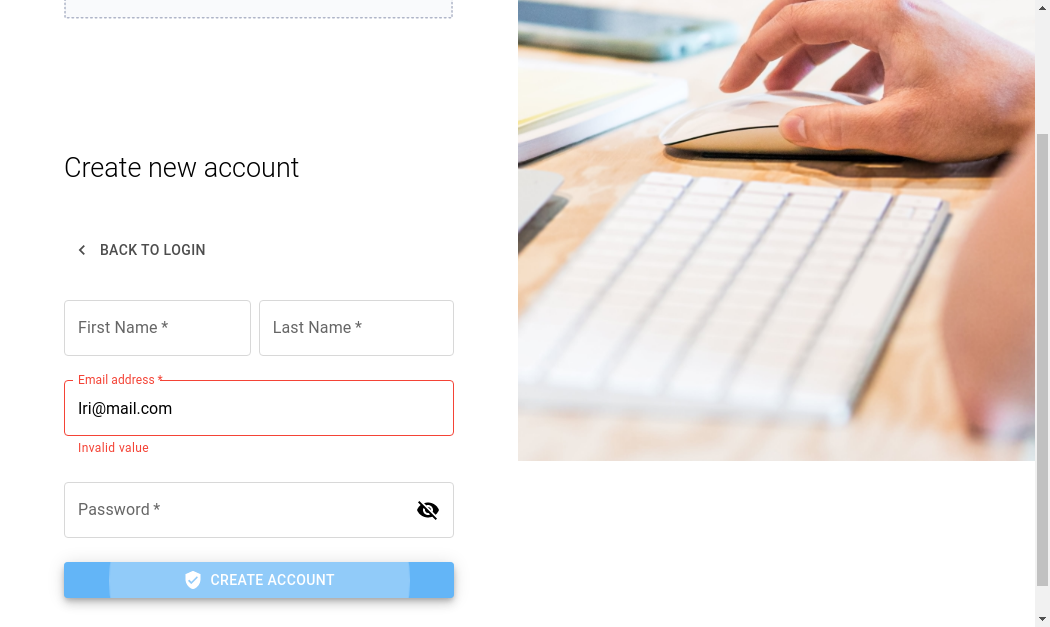 Create new account
BACK TO LOGIN
First Name *
Last Name *
Email address *
Iri@mail.com
Invalid value
Password *
CREATE ACCOUNT